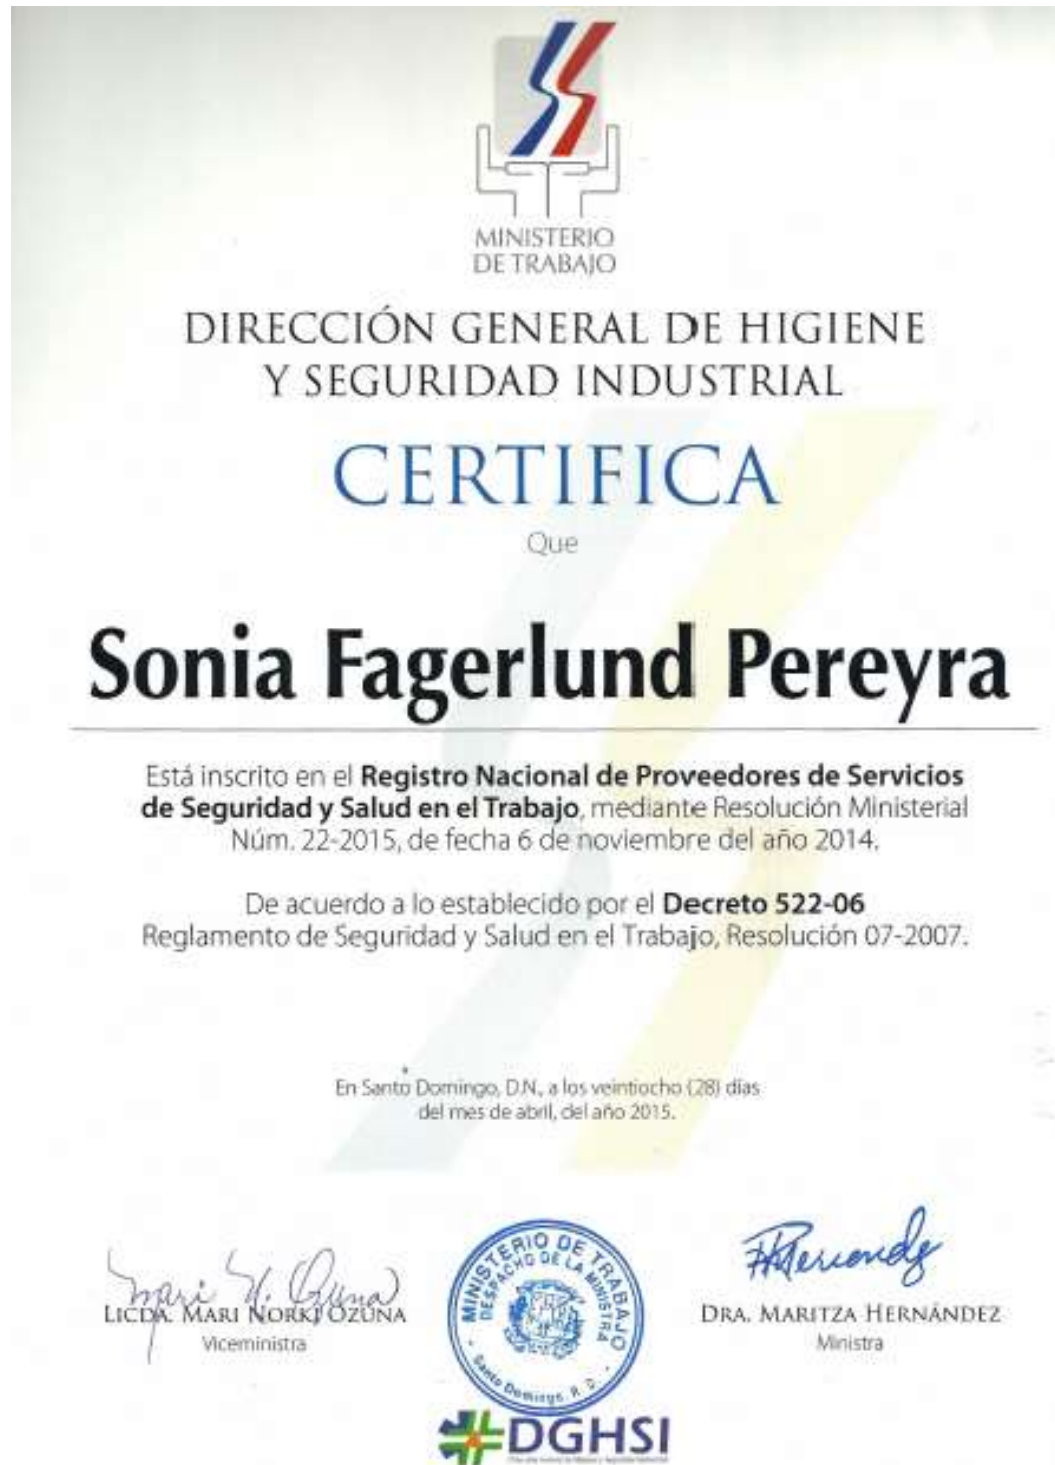 MINISTERIO
DE TRABAJO
DIRECCIÓN GENERAL DE HIGIENE
Y SEGURIDAD INDUSTRIAL
CERTIFICA
Que
Sonia Fagerlund Pereyra
Está inscrito en el Registro Nacional de Proveedores de Servicios
de Seguridad y Salud en el Trabajo, mediante Resolución Ministerial
Núm. 22-2015, de fecha 6 de noviembre del año 2014.
De acuerdo a lo establecido por el Decreto 522-06
Reglamento de Seguridad y Salud en el Trabajo, Resolución 07-2007.
En Santo Domingo, D.N., a los veintiocho (28) días
del mes de abril, del año 2015.
Mari N. Ozuna
LICDA. MARI NORKI OZUNA
Viceministra
MINISTERIO DE TRABAJO
DESPACHO DE LA MINISTRA
Santo Domingo, R. D.
DRA. MARITZA HERNÁNDEZ
Ministra
DGHSI